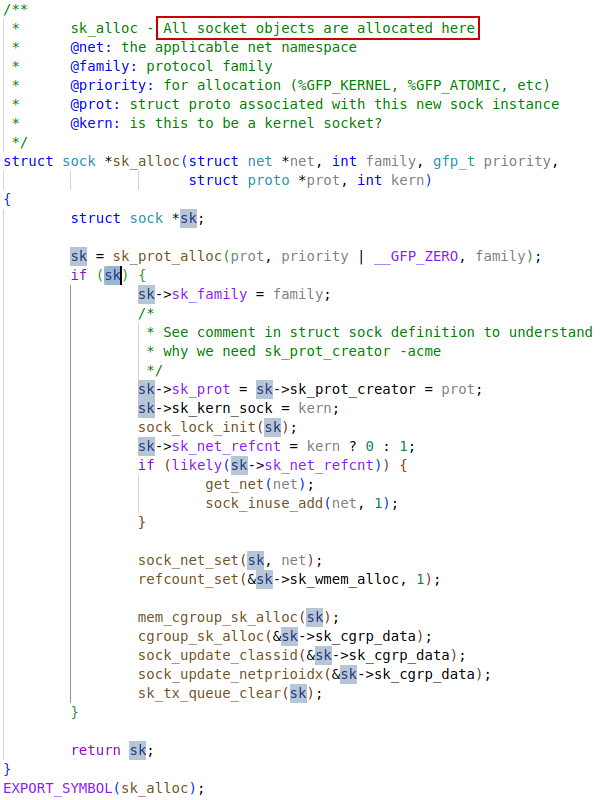 /**
 *      sk_alloc - All socket objects are allocated here
 *      @net: the applicable net namespace
 *      @family: protocol family
 *      @priority: for allocation (%GFP_KERNEL, %GFP_ATOMIC, etc)
 *      @prot: struct proto associated with this new sock instance
 *      @kern: is this to be a kernel socket?
 */
struct sock *sk_alloc(struct net *net, int family, gfp_t priority,
                      struct proto *prot, int kern)
{
        struct sock *sk;

        sk = sk_prot_alloc(prot, priority | __GFP_ZERO, family);
        if (sk) {
                sk->sk_family = family;
                /*
                 * See comment in struct sock definition to understand
                 * why we need sk_prot_creator -acme
                 */
                sk->sk_prot = sk->sk_prot_creator = prot;
                sk->sk_kern_sock = kern;
                sock_lock_init(sk);
                sk->sk_net_refcnt = kern ? 0 : 1;
                if (likely(sk->sk_net_refcnt)) {
                        get_net(net);
                        sock_inuse_add(net, 1);
                }

                sock_net_set(sk, net);
                refcount_set(&sk->sk_wmem_alloc, 1);

                mem_cgroup_sk_alloc(sk);
                cgroup_sk_alloc(&sk->sk_cgrp_data);
                sock_update_classid(&sk->sk_cgrp_data);
                sock_update_netprioidx(&sk->sk_cgrp_data);
                sk_tx_queue_clear(sk);
        }

        return sk;
}
EXPORT_SYMBOL(sk_alloc);